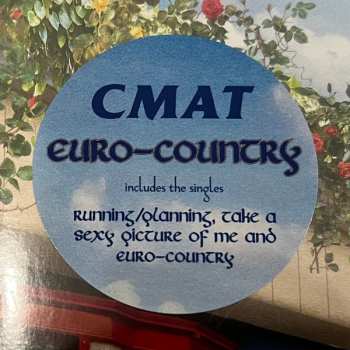 CMAT
EURO-COUNTRY
includes the singles
RUNNING/PLANNING, TAKE A
SEXY PICTURE OF ME AND
EURO-COUNTRY